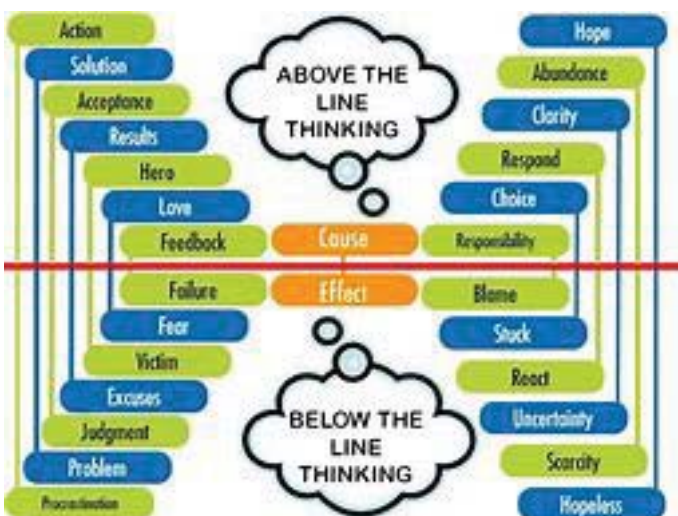 Action
Solution
Acceptance
Results
Hero
Love
Feedback
ABOVE THE
LINE
THINKING
Cause
Hope
Abundance
Clarity
Respond
Choice
Responsibility
Failure
Fear
Victim
Excuses
Judgment
Problem
Procrastination
Effect
BELOW THE
LINE
THINKING
Blame
Stuck
React
Uncertainty
Scarcity
Hopeless